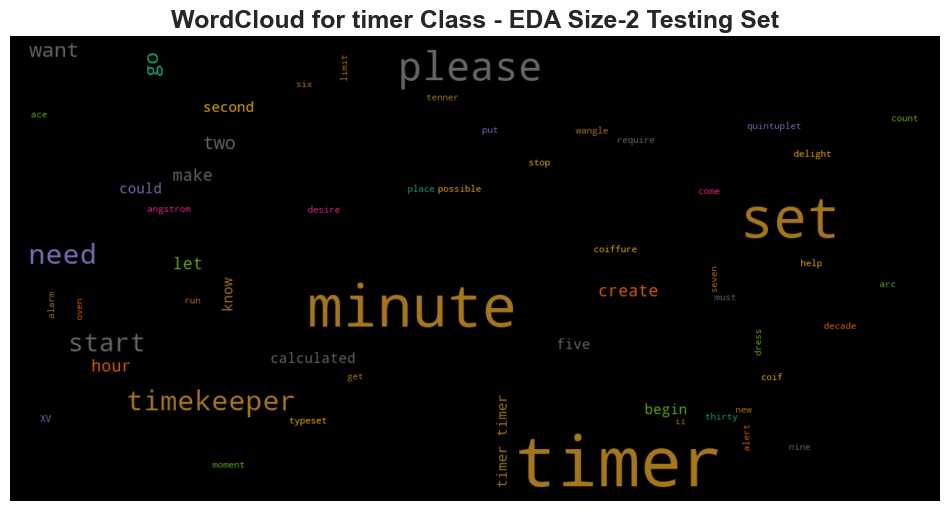 WordCloud for timer Class - EDA Size-2 Testing Set
want
go
please
six
limit
tenner
second
ace
two
put
wangle
require
quintuplet
count
stop
delight
make
could
place
possible
come
angstrom
desire
set
need
let
coiffure
help
know
run
alarm
oven
minute
create
seven
must
arc
start
hour
calculated
five
decade
dress
get
coif
timekeeper
typeset
XV
timer timer
begin
ii
thirty
new
alert
nine
timer
moment